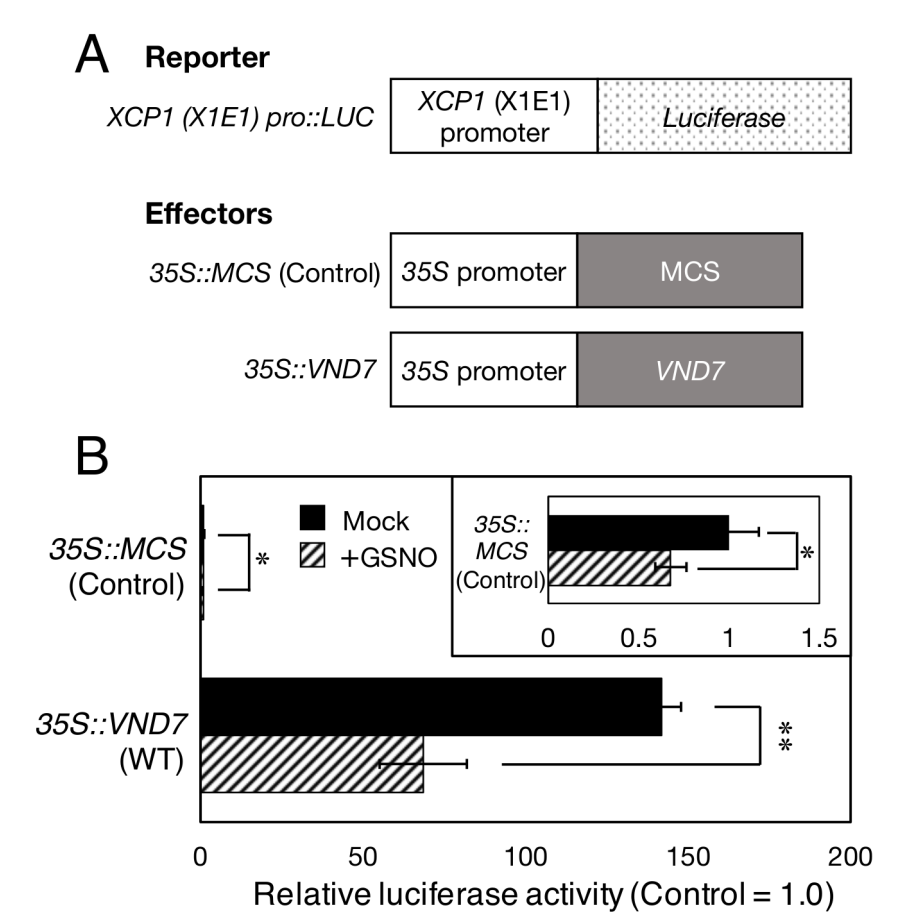 A
Reporter
XCP1 (X1E1) pro::LUC
XCP1 (X1E1)
promoter
Luciferase
Effectors
35S::MCS (Control)
35S promoter
MCS
35S::VND7
35S promoter
VND7
B
35S::MCS
(Control)
*
Mock
+GSNO
35S::
MCS
(Control)
*
0 0.5 1 1.5
35S::VND7
(WT)
**
0 50 100 150 200
Relative luciferase activity (Control = 1.0)